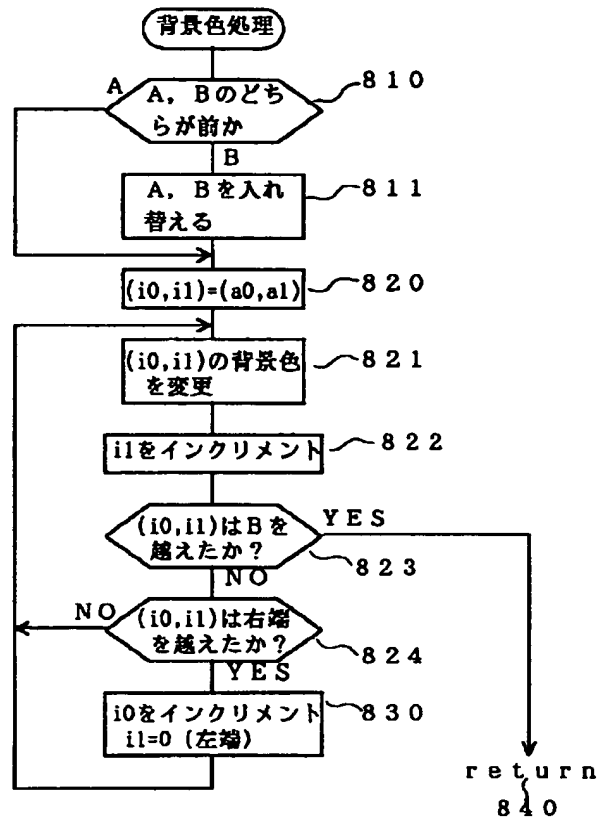 背景色処理
A
A，Bのどち
らが前か
810
B
A，Bを入れ
替える
811
(i0,i1)=(a0,a1)
820
(i0,i1)の背景色
を変更
821
i1をインクリメント
822
(i0,i1)はBを
越えたか？
YES
823
NO
NO
(i0,i1)は右端
を越えたか？
824
YES
i0をインクリメント
i1=0 (左端)
830
return
840